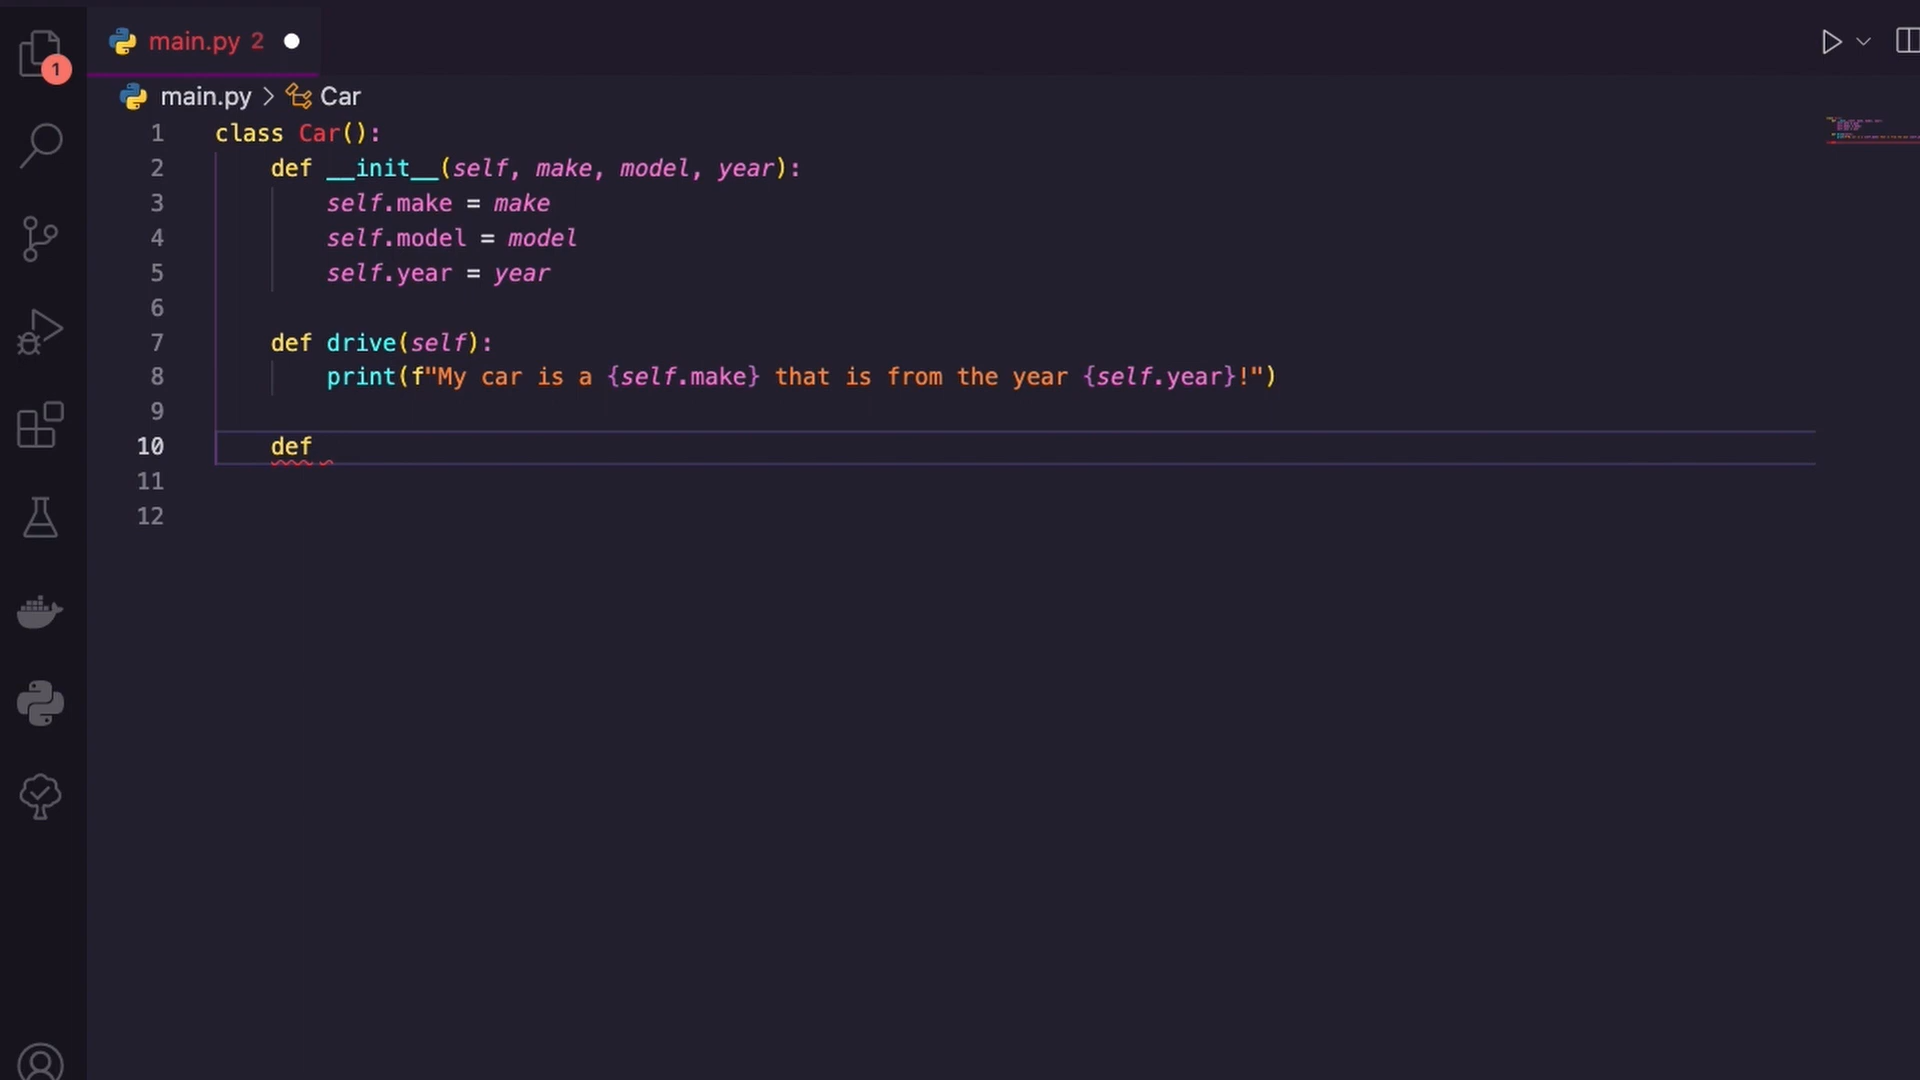 main.py 2
1
main.py > Car
1 class Car():
2     def __init__(self, make, model, year):
3         self.make = make
4         self.model = model
5         self.year = year
6
7     def drive(self):
8         print(f"My car is a {self.make} that is from the year {self.year}!")
9
10     def
11
12